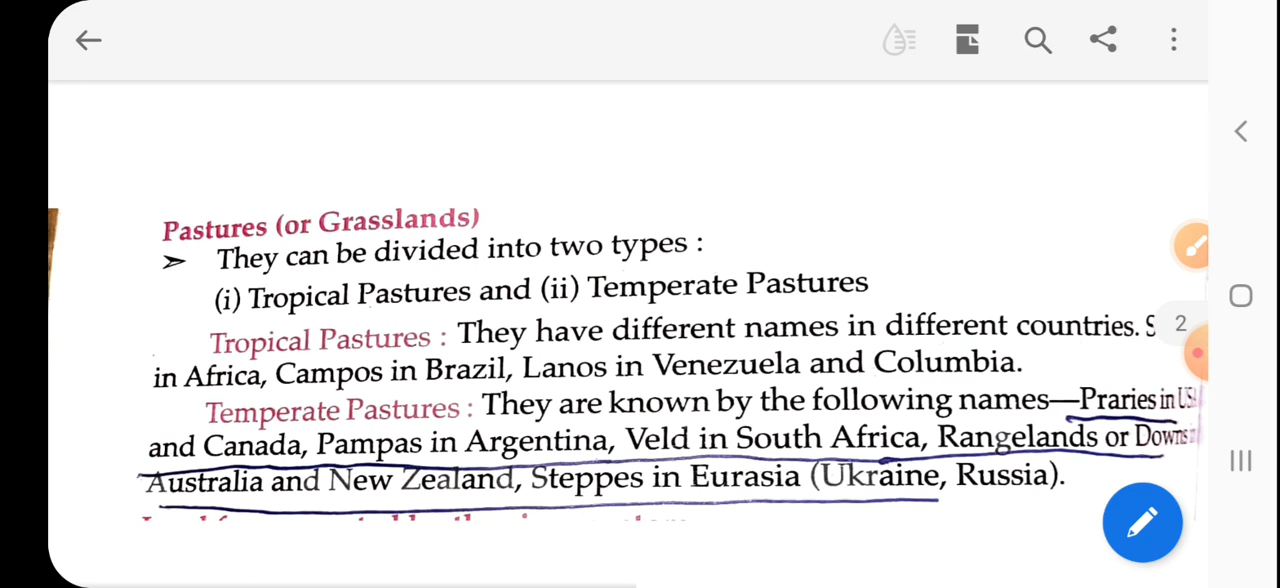 Pastures (or Grasslands)
➢ They can be divided into two types :
(i) Tropical Pastures and (ii) Temperate Pastures
Tropical Pastures : They have different names in different countries. S
2
in Africa, Campos in Brazil, Lanos in Venezuela and Columbia.
Temperate Pastures : They are known by the following names—Praries in US
and Canada, Pampas in Argentina, Veld in South Africa, Rangelands or Downs
Australia and New Zealand, Steppes in Eurasia (Ukraine, Russia).